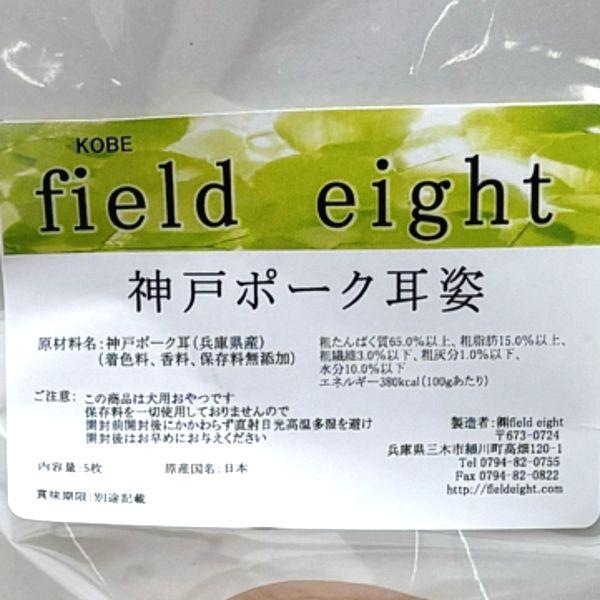 KOBE
field eight
神戸ポーク耳姿
原材料名:神戸ポーク耳(兵庫県産)
(着色料、香料、保存料無添加)
粗たんぱく質65.0%以上、粗脂肪15.0%以上、
粗繊維3.0%以下、粗灰分1.0%以下、
水分10.0%以下
エネルギー380kcal(100gあたり)
ご注意: この商品は犬用おやつです
保存料を一切使用しておりませんので
開封前開封後にかかわらず直射日光高温多湿を避け
開封後はお早めにお与えください
製造者:㈱field eight
〒673-0724
兵庫県三木市細川町高畑120-1
Tel 0794-82-0755
Fax 0794-82-0822
http://fieldeight.com
内容量:5枚 原産国名:日本
賞味期限:別途記載